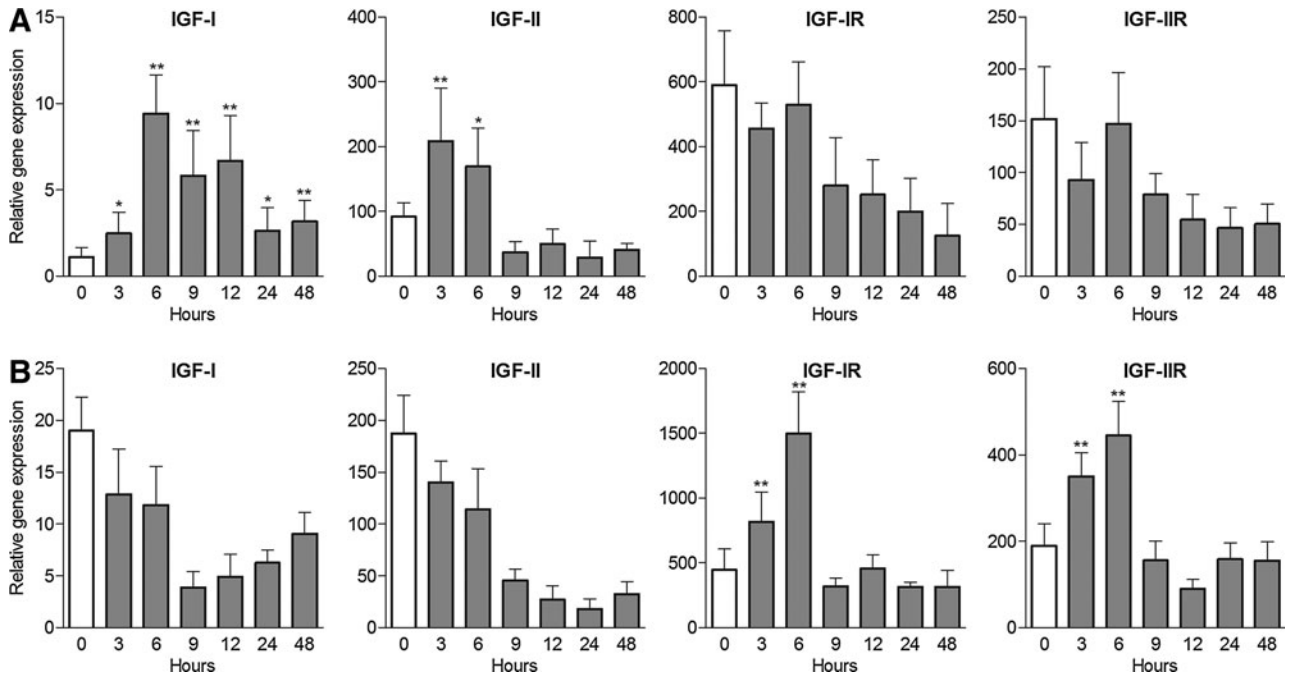 A
IGF-I
IGF-II
IGF-IR
IGF-IIR
Relative gene expression
15
10
5
0
* ** ** ** * **
0 3 6 9 12 24 48
Hours
400
300
200
100
0
** *
0 3 6 9 12 24 48
Hours
800
600
400
200
0
0 3 6 9 12 24 48
Hours
250
200
150
100
50
0
0 3 6 9 12 24 48
Hours
B
IGF-I
IGF-II
IGF-IR
IGF-IIR
Relative gene expression
25
20
15
10
5
0
0 3 6 9 12 24 48
Hours
250
200
150
100
50
0
0 3 6 9 12 24 48
Hours
2000
1500
1000
500
0
** **
0 3 6 9 12 24 48
Hours
600
400
200
0
** **
0 3 6 9 12 24 48
Hours